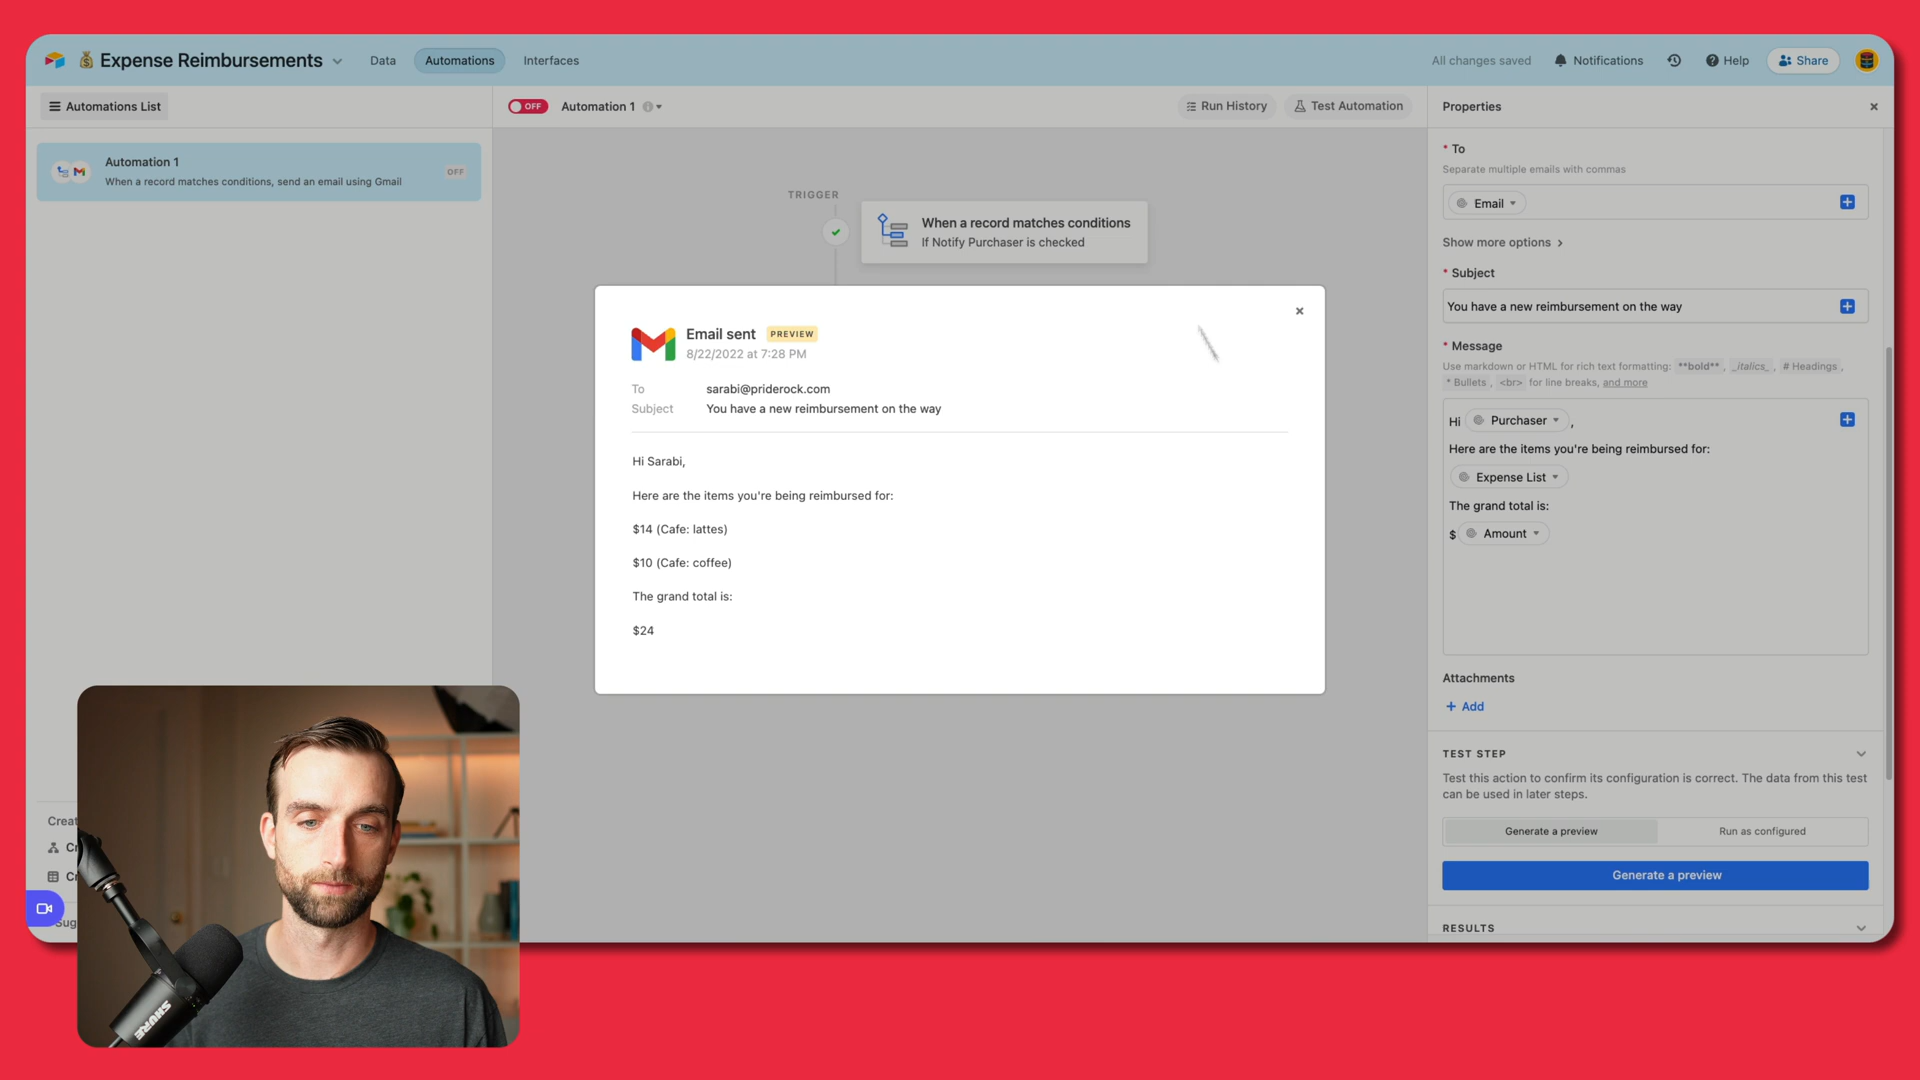 Expense Reimbursements
Data
Automations
Interfaces
All changes saved
Notifications
Help
Share
Automations List
OFF
Automation 1
Run History
Test Automation
Properties
Automation 1
When a record matches conditions, send an email using Gmail
OFF
TRIGGER
When a record matches conditions
If Notify Purchaser is checked
Email sent PREVIEW
8/22/2022 at 7:28 PM
To sarabi@priderock.com
Subject You have a new reimbursement on the way
Hi Sarabi,
Here are the items you're being reimbursed for:
$14 (Cafe: lattes)
$10 (Cafe: coffee)
The grand total is:
$24
* To
Separate multiple emails with commas
Email
Show more options
* Subject
You have a new reimbursement on the way
* Message
Use markdown or HTML for rich text formatting: **bold** , _italics_ , # Headings ,
* Bullets , <br> for line breaks, and more
Hi Purchaser ,
Here are the items you're being reimbursed for:
Expense List
The grand total is:
$ Amount
Attachments
+ Add
TEST STEP
Test this action to confirm its configuration is correct. The data from this test
can be used in later steps.
Generate a preview
Run as configured
Generate a preview
RESULTS
SHURE